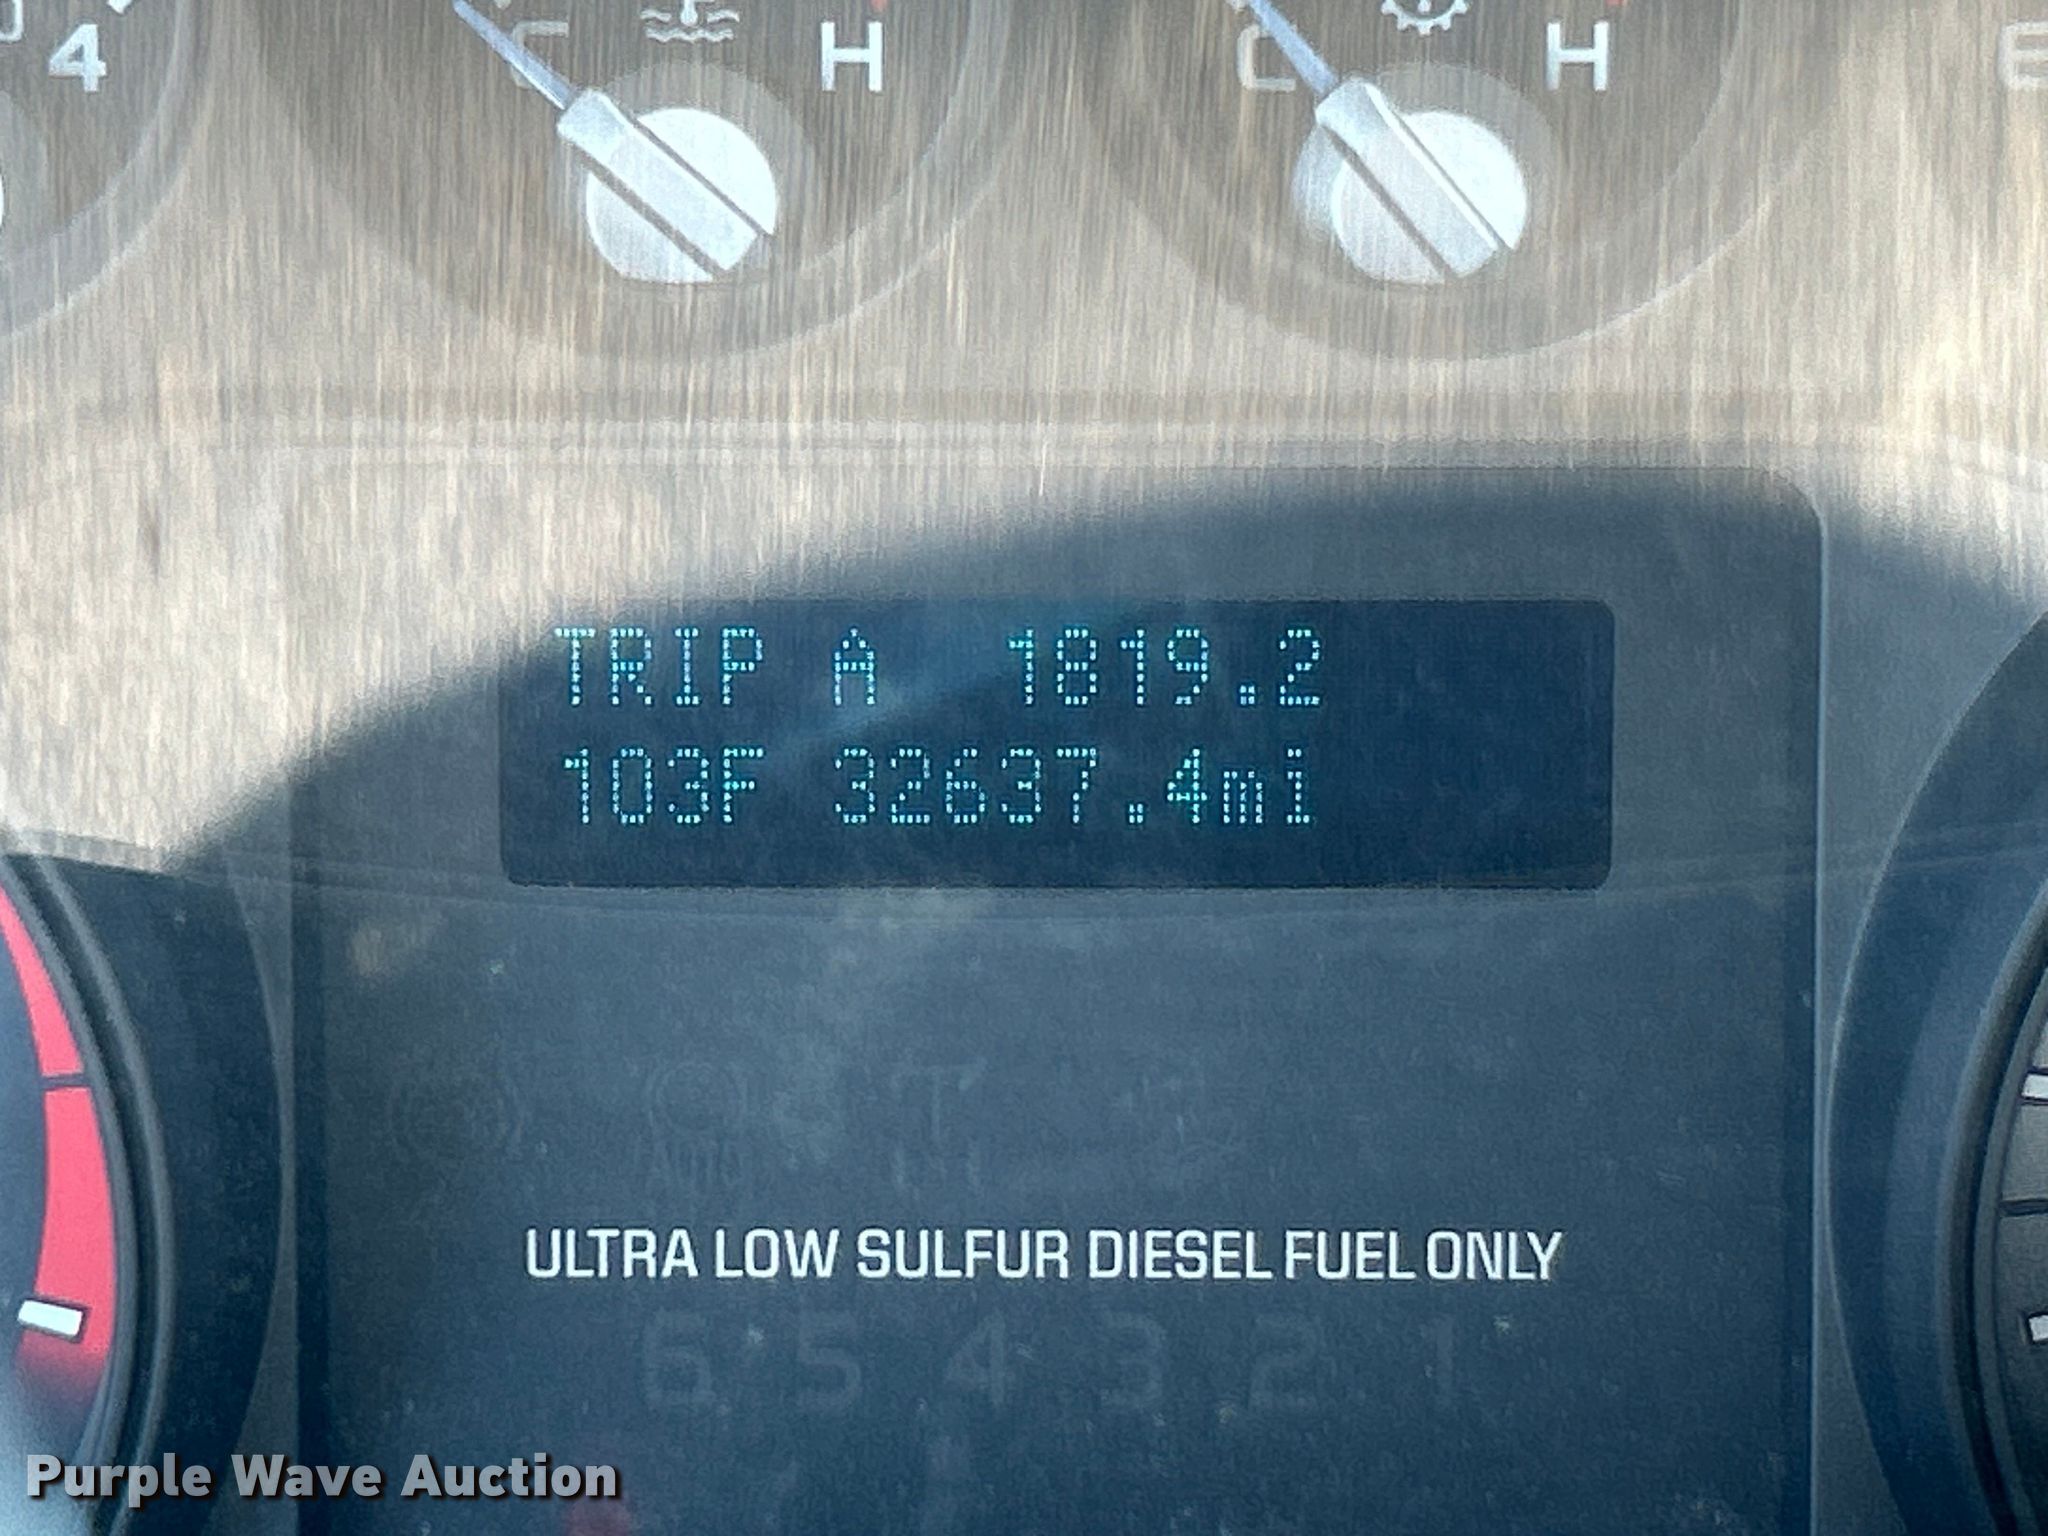 4 C H C H E
TRIP A 1819.2
103F 32637.4mi
ULTRA LOW SULFUR DIESEL FUEL ONLY
6 5 4 3 2 1
Purple Wave Auction